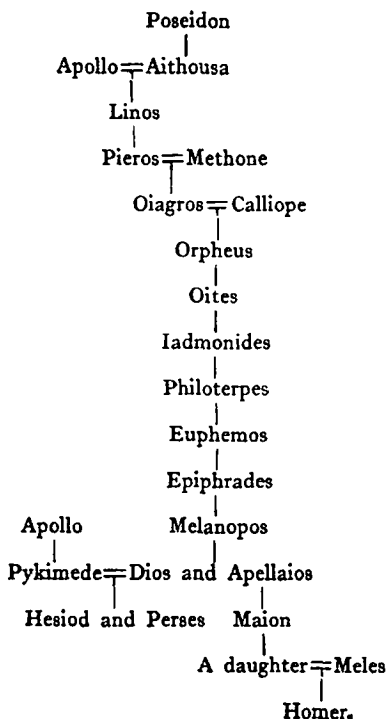 Poseidon
Apollo = Aithousa
Linos
Pieros = Methone
Oiagros = Calliope
Orpheus
Oites
Iadmonides
Philoterpes
Euphemos
Epiphrades
Apollo Melanopos
Pykimede = Dios and Apellaios
Hesiod and Perses Maion
A daughter = Meles
Homer.